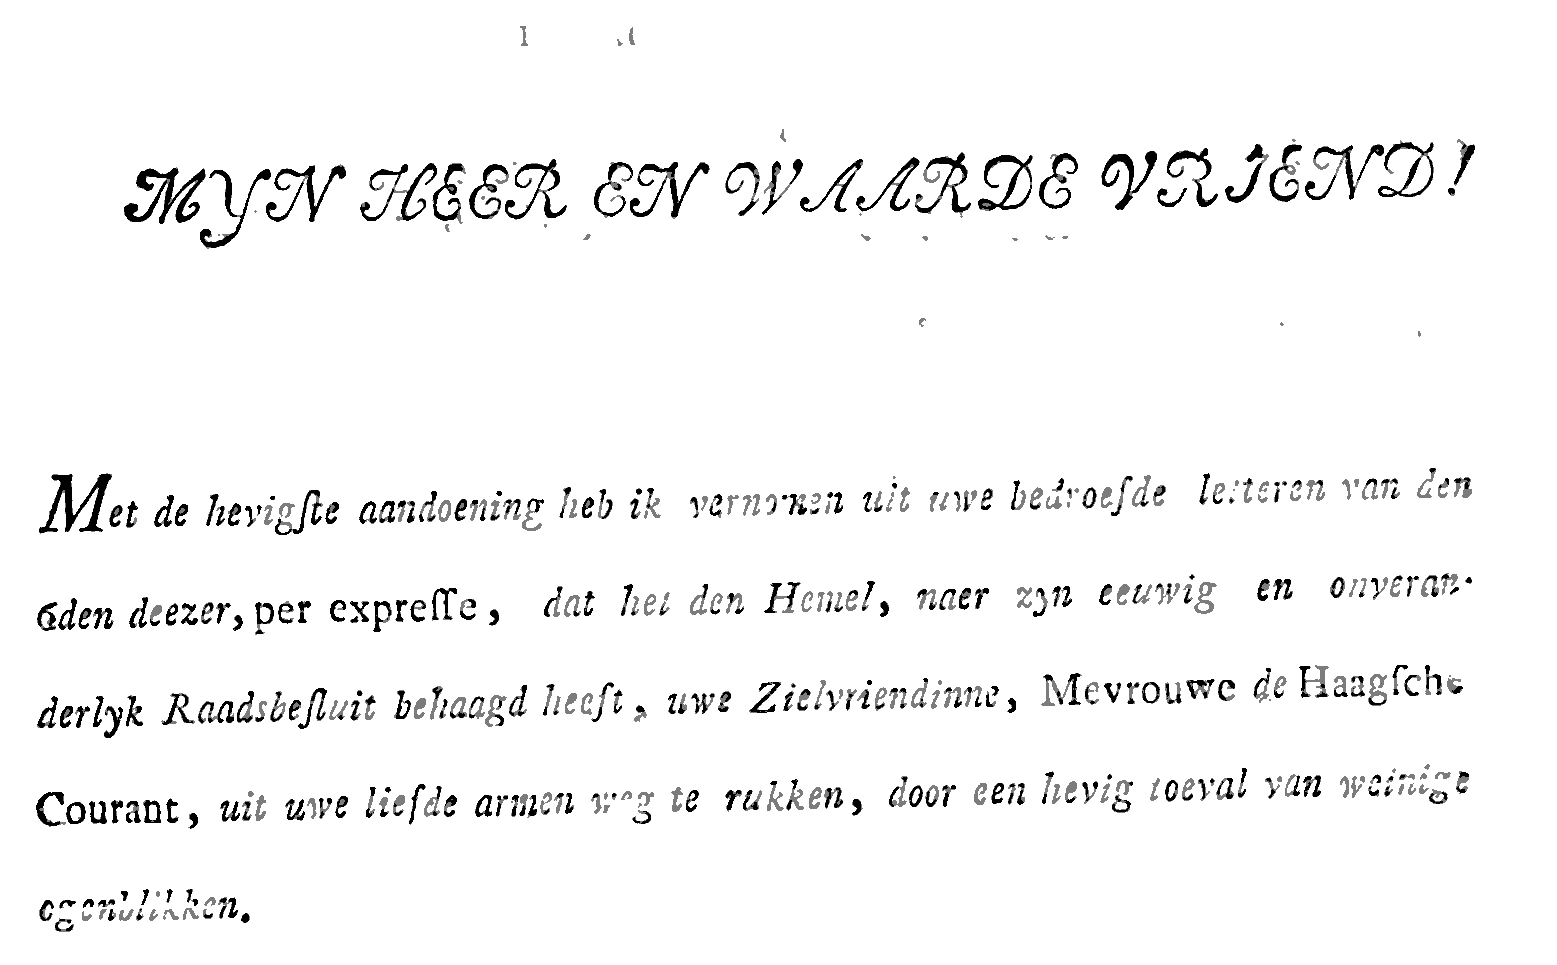 MYN HEER EN WAARDE VRIEND!
Met de hevigſte aandoening heb ik vernomen uit uwe bedroefde letteren van den
6den deezer, per expreſſe, dat het den Hemel, naer zyn eeuwig en onveran-
derlyk Raadsbeſluit behaagd heeft, uwe Zielvriendinne, Mevrouwe de Haagſche
Courant, uit uwe liefde armen weg te rukken, door een hevig toeval van weinige
ogenblikken.